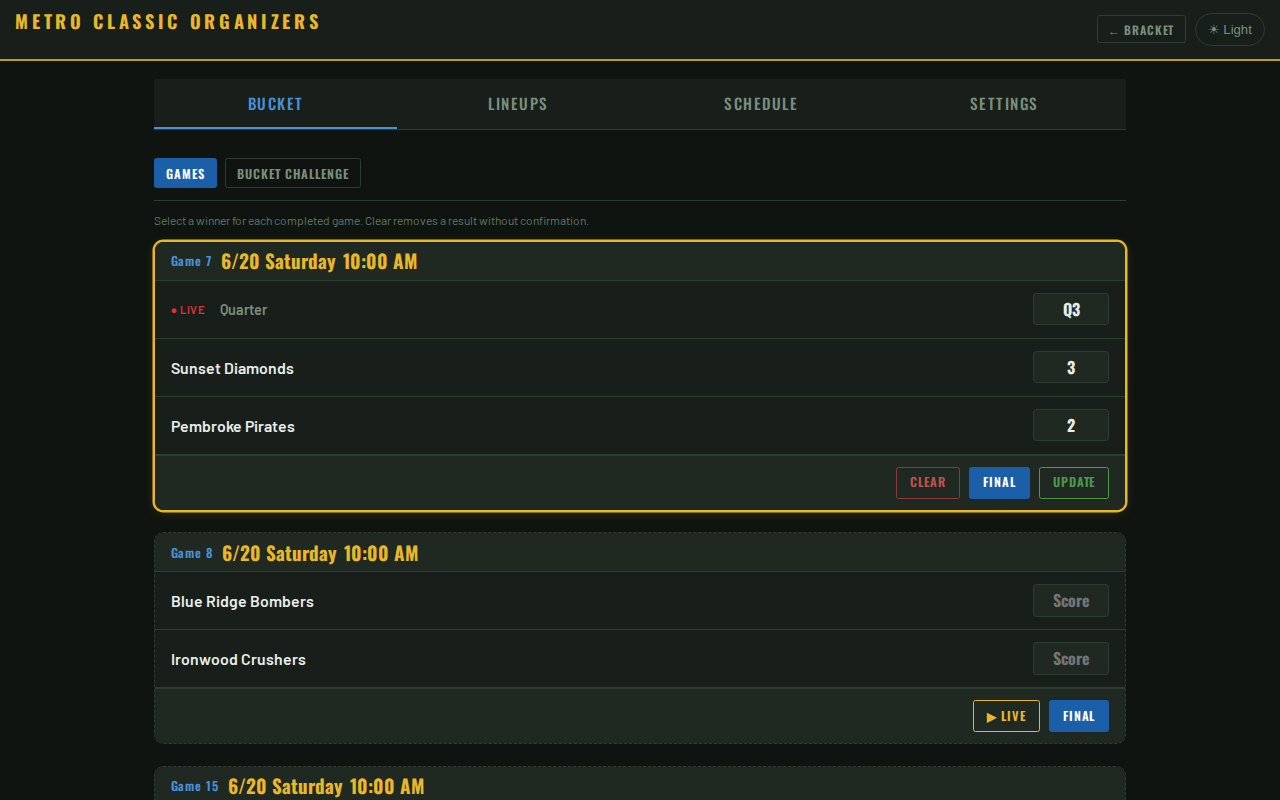 METRO CLASSIC ORGANIZERS
← BRACKET
☀ Light
BUCKET LINEUPS SCHEDULE SETTINGS
GAMES BUCKET CHALLENGE
Select a winner for each completed game. Clear removes a result without confirmation.
Game 7 6/20 Saturday 10:00 AM
● LIVE Quarter Q3
Sunset Diamonds 3
Pembroke Pirates 2
CLEAR FINAL UPDATE
Game 8 6/20 Saturday 10:00 AM
Blue Ridge Bombers Score
Ironwood Crushers Score
▶ LIVE FINAL
Game 15 6/20 Saturday 10:00 AM